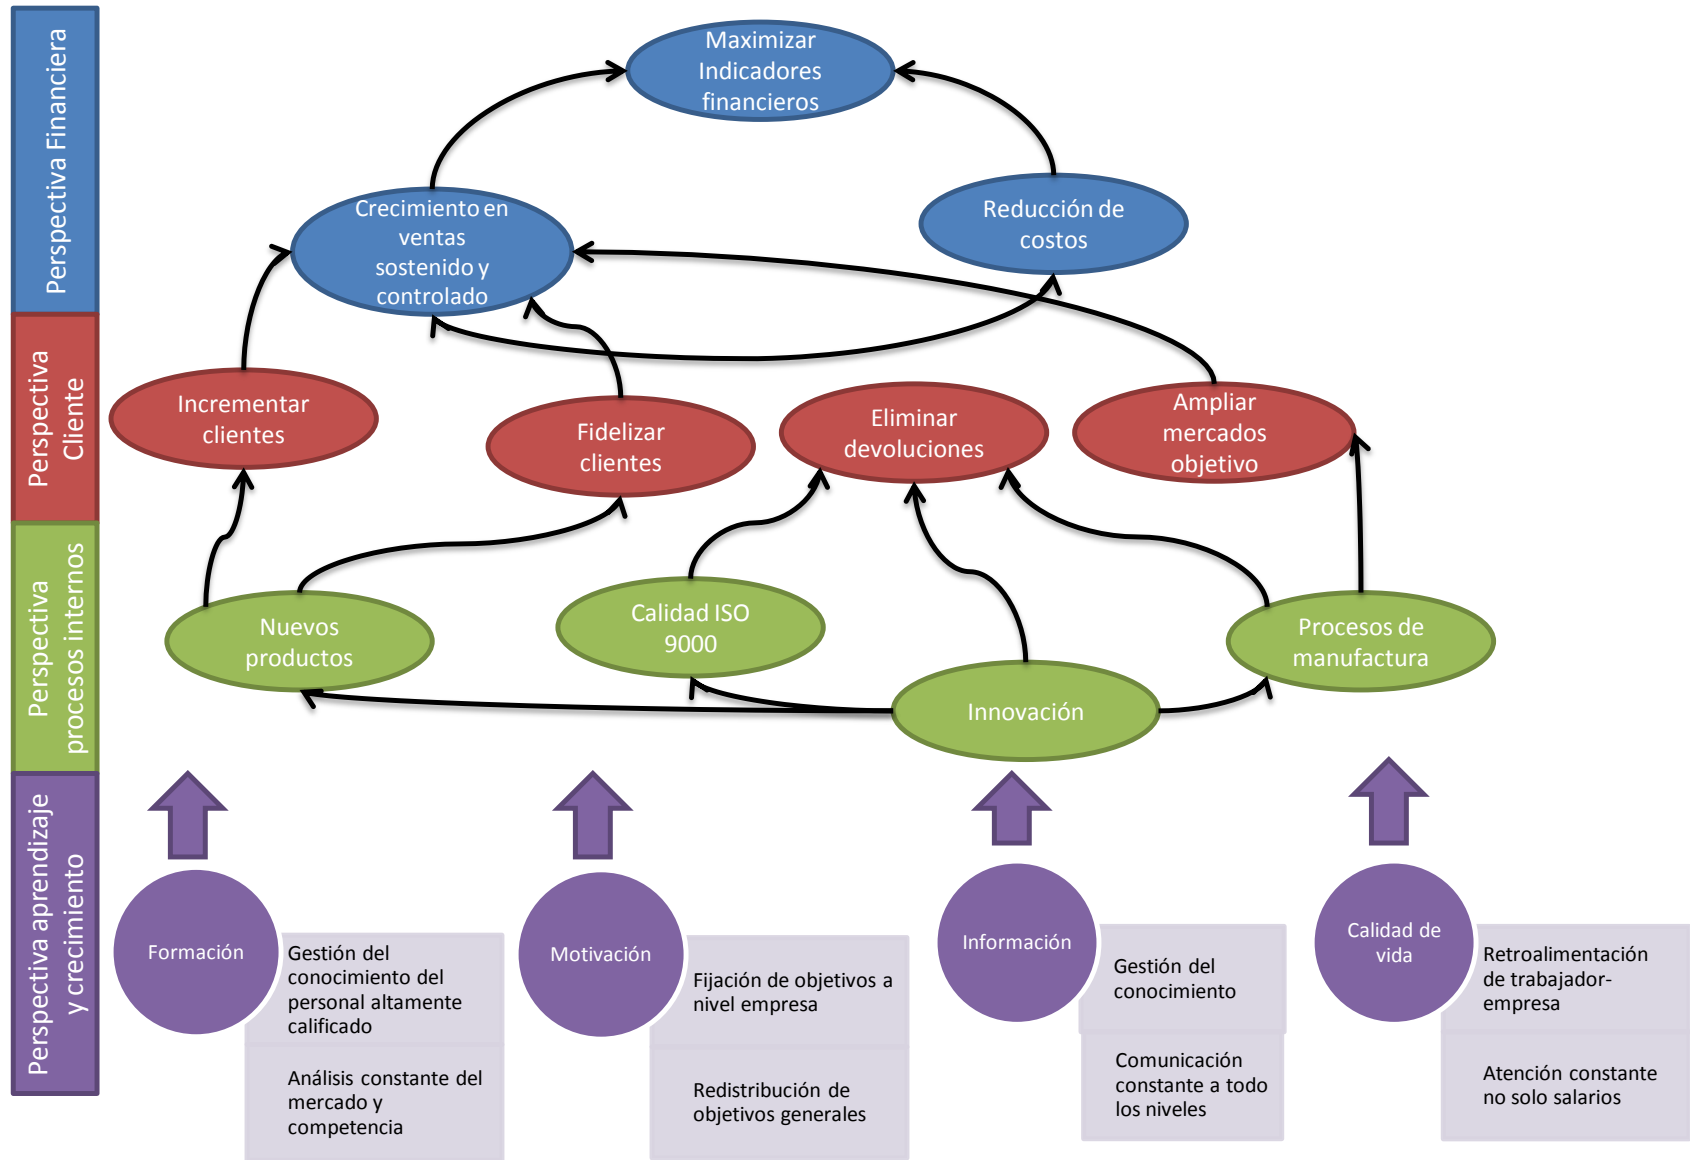 Perspectiva Financiera
Maximizar
Indicadores
financieros
Crecimiento en
ventas
sostenido y
controlado
Reducción de
costos
Perspectiva
Cliente
Incrementar
clientes
Fidelizar
clientes
Eliminar
devoluciones
Ampliar
mercados
objetivo
Perspectiva
procesos internos
Nuevos
productos
Calidad ISO
9000
Innovación
Procesos de
manufactura
Perspectiva aprendizaje
y crecimiento
Formación
Gestión del
conocimiento del
personal altamente
calificado
Análisis constante del
mercado y
competencia
Motivación
Fijación de objetivos a
nivel empresa
Redistribución de
objetivos generales
Información
Gestión del
conocimiento
Comunicación
constante a todo
los niveles
Calidad de
vida
Retroalimentación
de trabajador-
empresa
Atención constante
no solo salarios